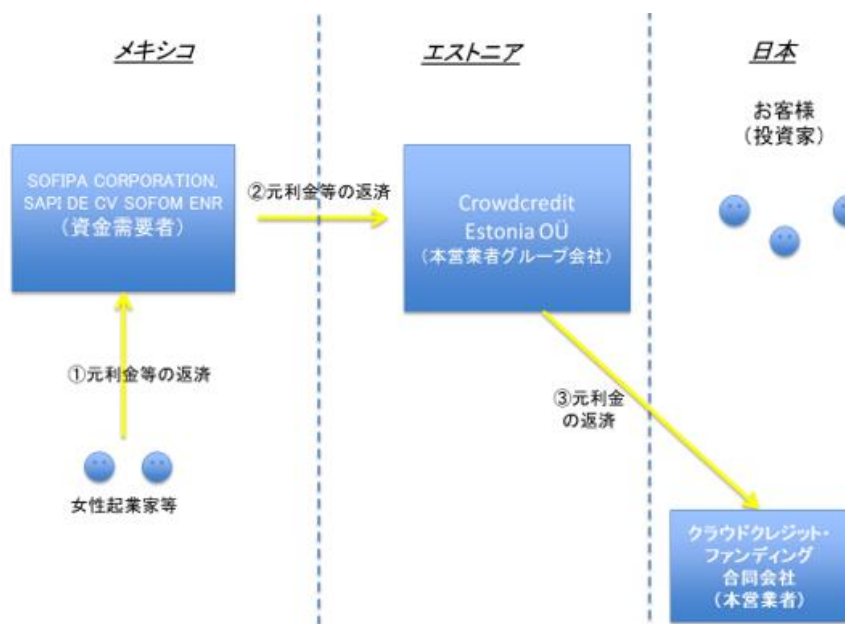 メキシコ
エストニア
日本
お客様
(投資家)
SOFIPA CORPORATION,
SAPI DE CV SOFOM ENR
(資金需要者)
②元利金等の返済
Crowdcredit
Estonia OÜ
(本営業者グループ会社)
①元利金等の返済
③元利金
の返済
女性起業家等
クラウドクレジット・
ファンディング
合同会社
(本営業者)